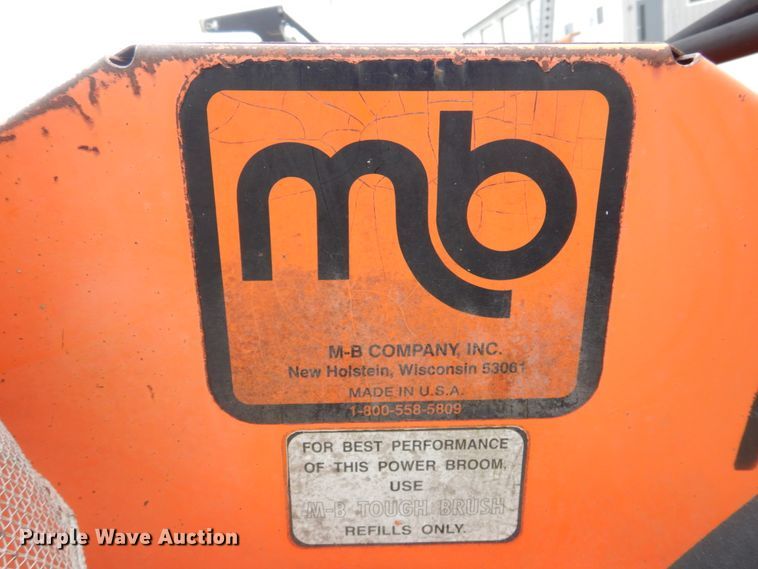 mb
M-B COMPANY, INC.
New Holstein, Wisconsin 53061
MADE IN U.S.A.
1-800-558-5809
FOR BEST PERFORMANCE
OF THIS POWER BROOM,
USE
M-B TOUGH BRUSH
REFILLS ONLY.
Purple Wave Auction